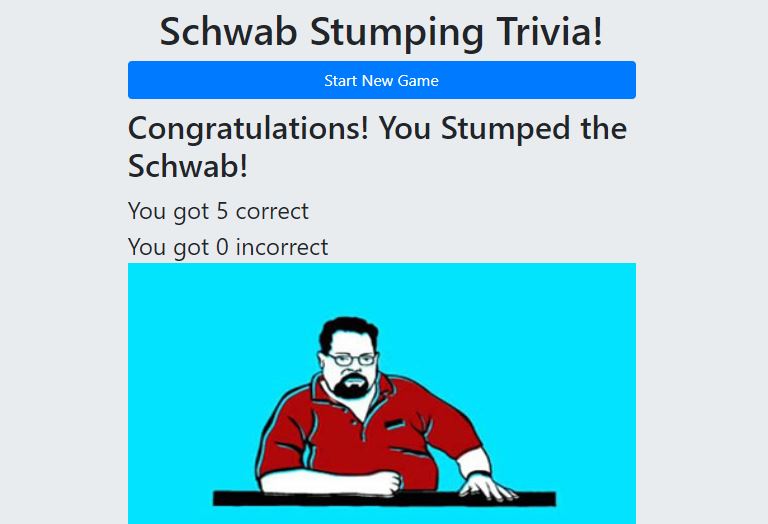 Schwab Stumping Trivia!
Start New Game
Congratulations! You Stumped the
Schwab!
You got 5 correct
You got 0 incorrect